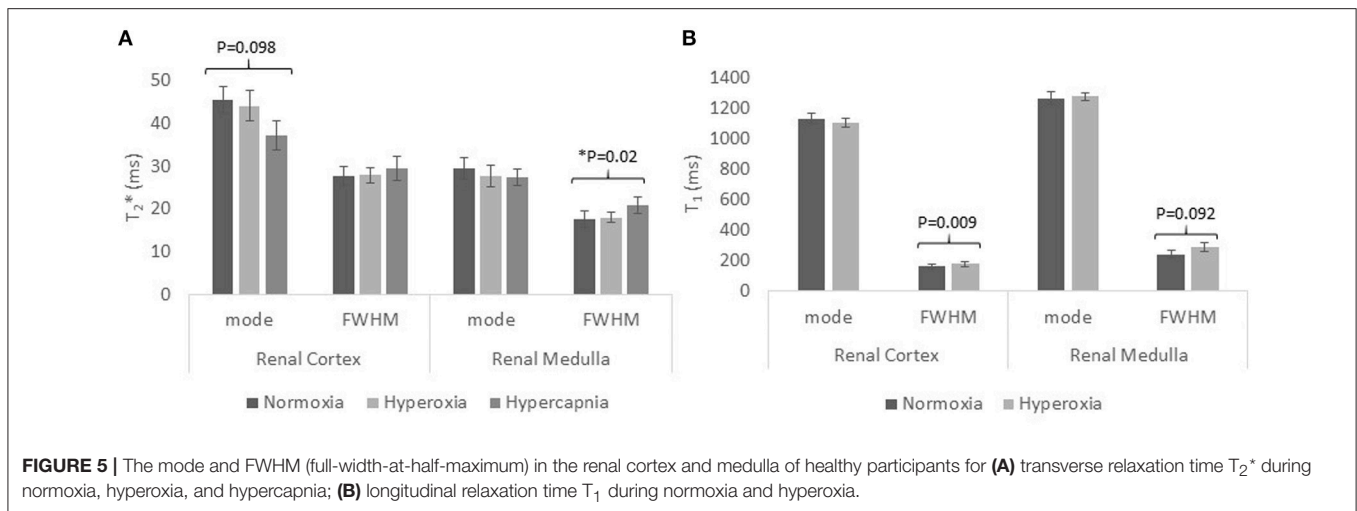 A
P=0.098
50
40
30
20
10
0
T2* (ms)
*P=0.02
mode
FWHM
mode
FWHM
Renal Cortex
Renal Medulla
Normoxia
Hyperoxia
Hypercapnia
B
1400
1200
1000
800
600
400
200
0
T1 (ms)
P=0.009
P=0.092
mode
FWHM
mode
FWHM
Renal Cortex
Renal Medulla
Normoxia
Hyperoxia
FIGURE 5 | The mode and FWHM (full-width-at-half-maximum) in the renal cortex and medulla of healthy participants for (A) transverse relaxation time T2* during
normoxia, hyperoxia, and hypercapnia; (B) longitudinal relaxation time T1 during normoxia and hyperoxia.